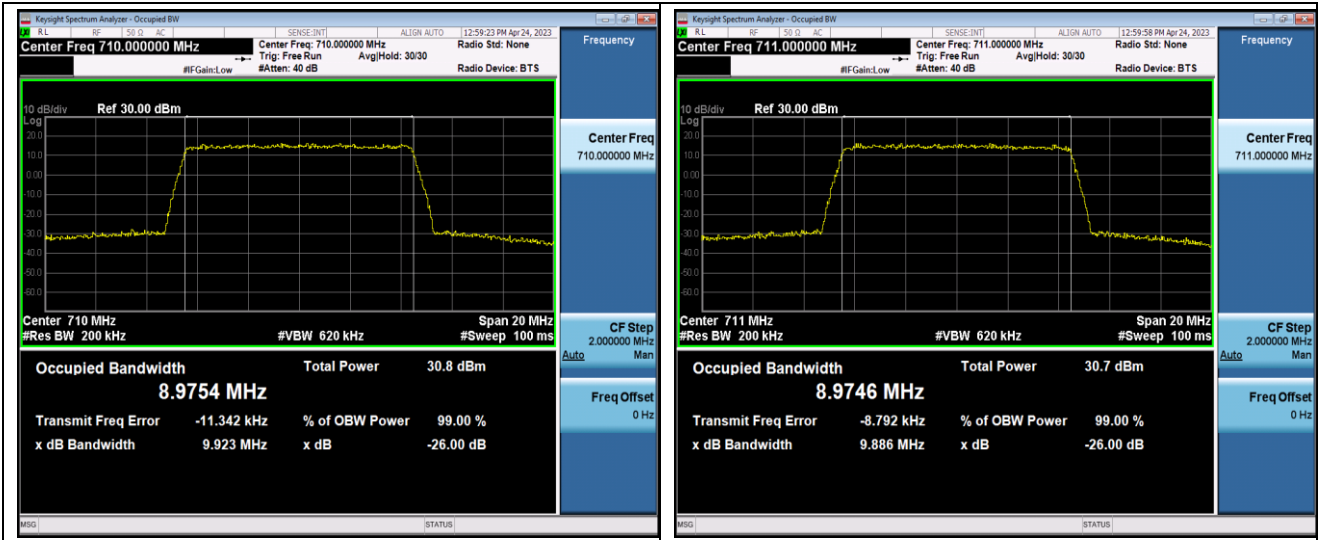 Keysight Spectrum Analyzer - Occupied BW
RL RF 50 Ω AC SENSE:INT ALIGN AUTO 12:59:23 PM Apr 24, 2023
Center Freq 710.000000 MHz
Center Freq: 710.000000 MHz Radio Std: None
Trig: Free Run Avg|Hold: 30/30
#IFGain:Low #Atten: 40 dB Radio Device: BTS
Frequency
10 dB/div Ref 30.00 dBm
Log
20.0
10.0
0.00
-10.0
-20.0
-30.0
-40.0
-50.0
-60.0
Center 710 MHz Span 20 MHz
#Res BW 200 kHz #VBW 620 kHz #Sweep 100 ms
Center Freq
710.000000 MHz
CF Step
2.000000 MHz
Auto Man
Freq Offset
0 Hz
Occupied Bandwidth Total Power 30.8 dBm
8.9754 MHz
Transmit Freq Error -11.342 kHz % of OBW Power 99.00 %
x dB Bandwidth 9.923 MHz x dB -26.00 dB
MSG STATUS
Keysight Spectrum Analyzer - Occupied BW
RL RF 50 Ω AC SENSE:INT ALIGN AUTO 12:59:58 PM Apr 24, 2023
Center Freq 711.000000 MHz
Center Freq: 711.000000 MHz Radio Std: None
Trig: Free Run Avg|Hold: 30/30
#IFGain:Low #Atten: 40 dB Radio Device: BTS
Frequency
10 dB/div Ref 30.00 dBm
Log
20.0
10.0
0.00
-10.0
-20.0
-30.0
-40.0
-50.0
-60.0
Center 711 MHz Span 20 MHz
#Res BW 200 kHz #VBW 620 kHz #Sweep 100 ms
Center Freq
711.000000 MHz
CF Step
2.000000 MHz
Auto Man
Freq Offset
0 Hz
Occupied Bandwidth Total Power 30.7 dBm
8.9746 MHz
Transmit Freq Error -8.792 kHz % of OBW Power 99.00 %
x dB Bandwidth 9.886 MHz x dB -26.00 dB
MSG STATUS